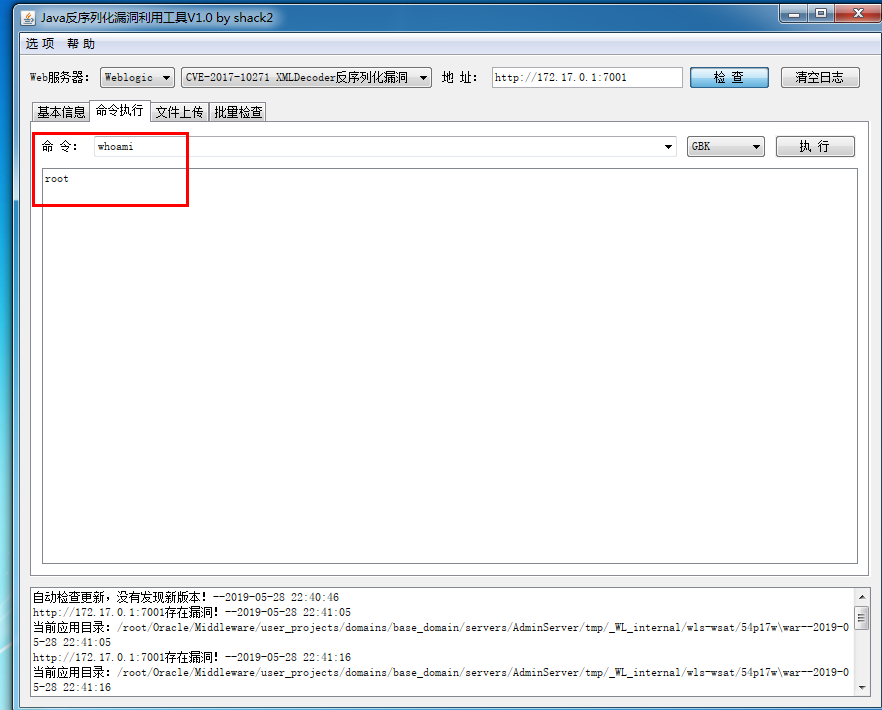 Java反序列化漏洞利用工具V1.0 by shack2
选 项 帮 助
Web服务器: Weblogic CVE-2017-10271 XMLDecoder反序列化漏洞 地 址: http://172.17.0.1:7001 检 查 清空日志
基本信息 命令执行 文件上传 批量检查
命 令: whoami GBK 执 行
root
自动检查更新，没有发现新版本! --2019-05-28 22:40:46
http://172.17.0.1:7001存在漏洞! --2019-05-28 22:41:05
当前应用目录: /root/Oracle/Middleware/user_projects/domains/base_domain/servers/AdminServer/tmp/_WL_internal/wls-wsat/54p17w\war--2019-0
5-28 22:41:05
http://172.17.0.1:7001存在漏洞! --2019-05-28 22:41:16
当前应用目录: /root/Oracle/Middleware/user_projects/domains/base_domain/servers/AdminServer/tmp/_WL_internal/wls-wsat/54p17w\war--2019-0
5-28 22:41:16